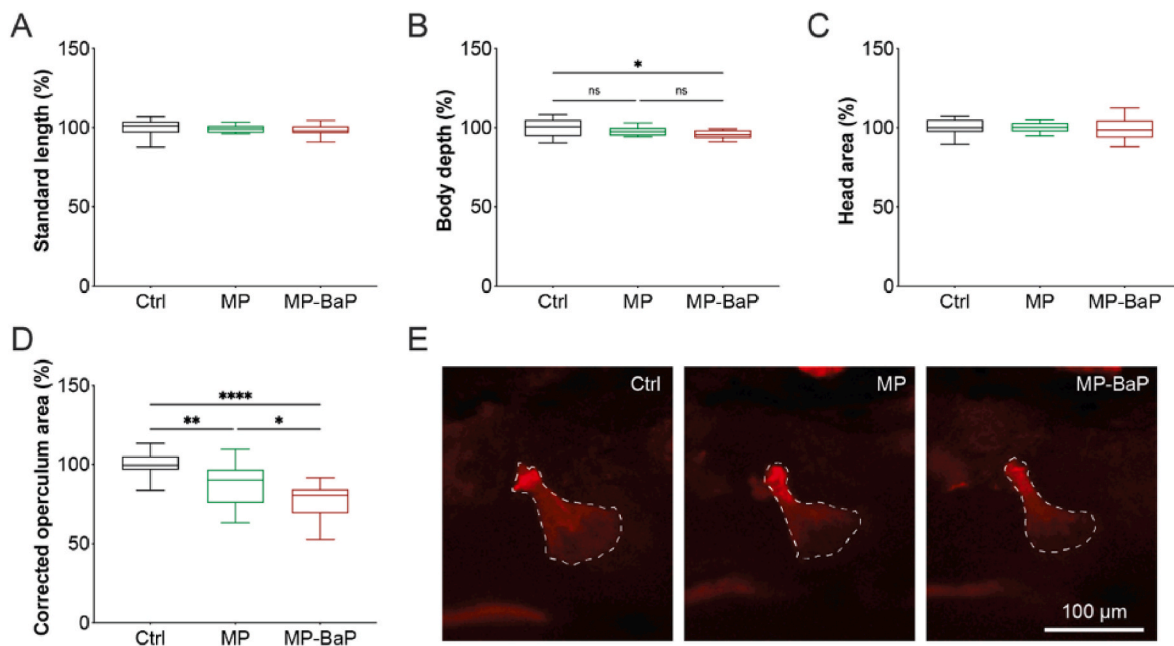 A
Standard length (%)
150
100
50
0
Ctrl MP MP-BaP
B
Body depth (%)
150
100
50
0
*
ns ns
Ctrl MP MP-BaP
C
Head area (%)
150
100
50
0
Ctrl MP MP-BaP
D
Corrected operculum area (%)
150
100
50
0
****
** *
Ctrl MP MP-BaP
E
Ctrl MP MP-BaP
100 µm